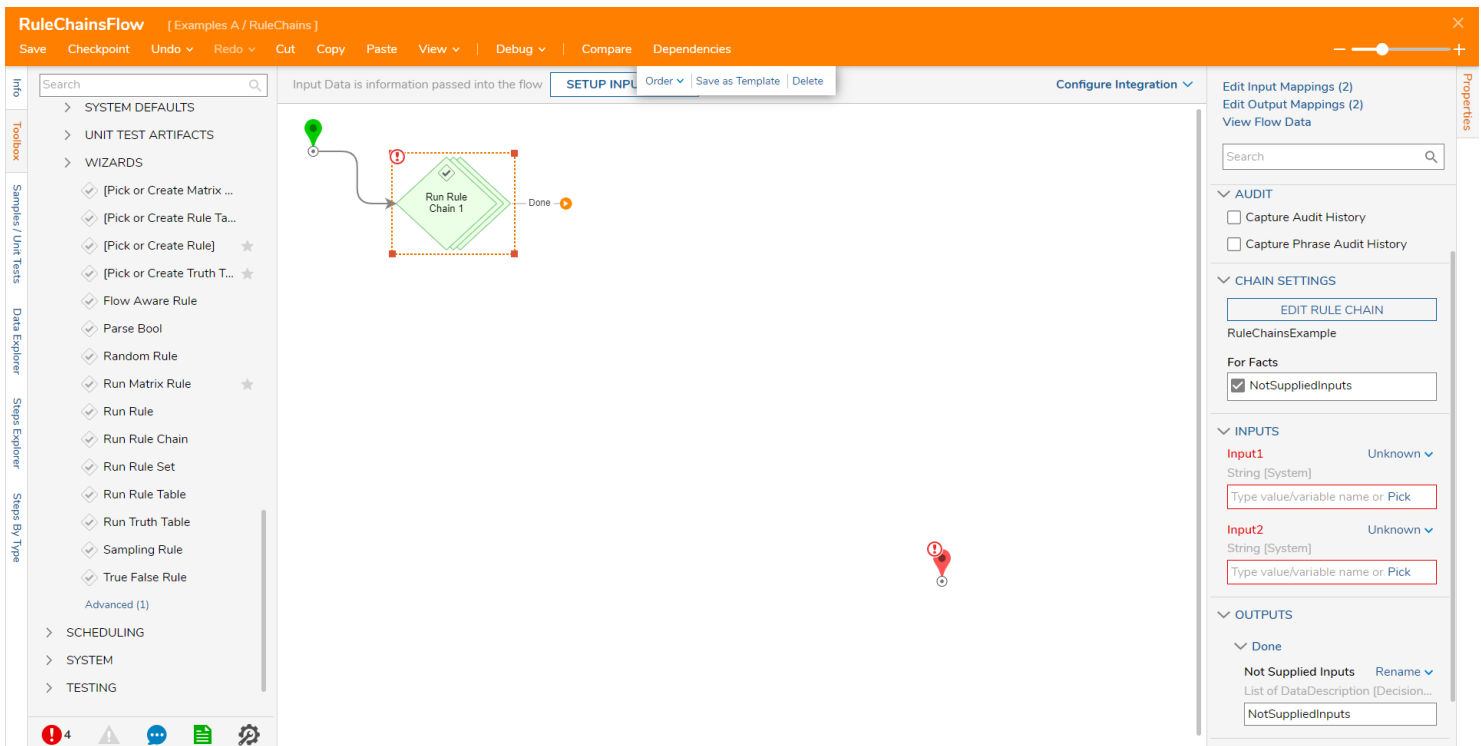 RuleChainsFlow [ Examples A / RuleChains ]
Save Checkpoint Undo Redo Cut Copy Paste View Debug Compare Dependencies
Info
Toolbox
Samples / Unit Tests
Data Explorer
Steps Explorer
Steps By Type
Search
SYSTEM DEFAULTS
UNIT TEST ARTIFACTS
WIZARDS
[Pick or Create Matrix ...
[Pick or Create Rule Ta...
[Pick or Create Rule]
[Pick or Create Truth T...
Flow Aware Rule
Parse Bool
Random Rule
Run Matrix Rule
Run Rule
Run Rule Chain
Run Rule Set
Run Rule Table
Run Truth Table
Sampling Rule
True False Rule
Advanced (1)
SCHEDULING
SYSTEM
TESTING
4
Input Data is information passed into the flow SETUP INPU Order Save as Template Delete Configure Integration
Run Rule
Chain 1
Done
Edit Input Mappings (2)
Edit Output Mappings (2)
View Flow Data
Search
AUDIT
Capture Audit History
Capture Phrase Audit History
CHAIN SETTINGS
EDIT RULE CHAIN
RuleChainsExample
For Facts
NotSuppliedInputs
INPUTS
Input1 Unknown
String [System]
Type value/variable name or Pick
Input2 Unknown
String [System]
Type value/variable name or Pick
OUTPUTS
Done
Not Supplied Inputs Rename
List of DataDescription [Decision...
NotSuppliedInputs
Properties